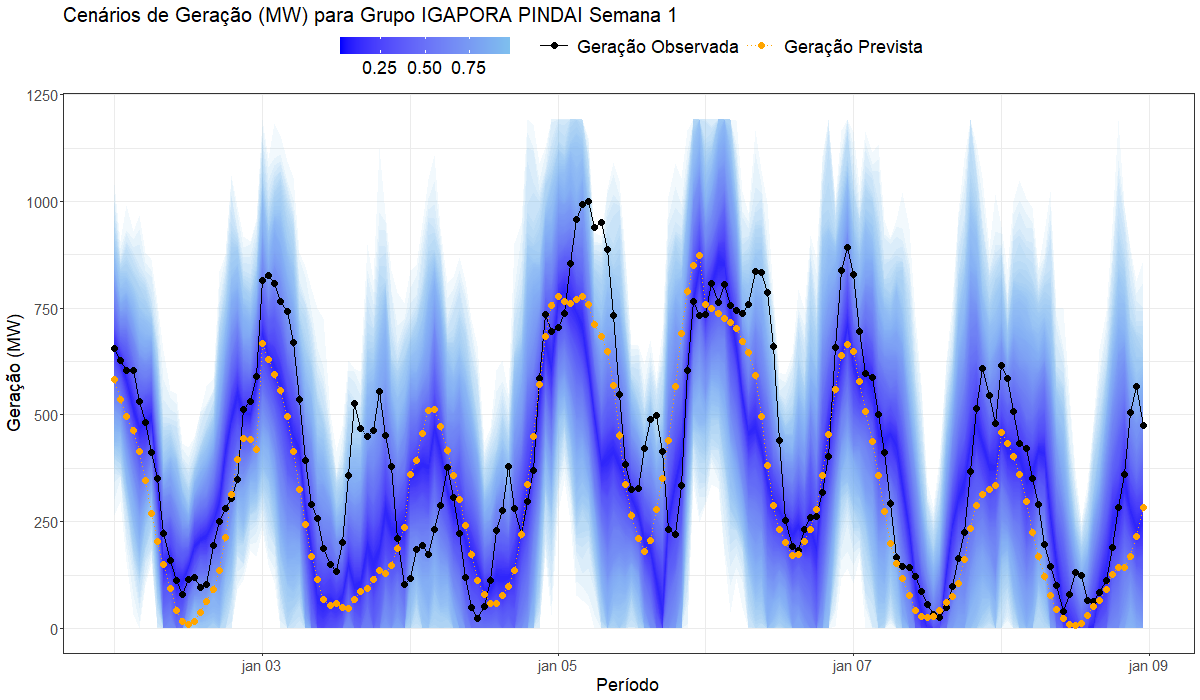 Cenários de Geração (MW) para Grupo IGAPORA PINDAI Semana 1
0.25 0.50 0.75 Geração Observada Geração Prevista
Geração (MW)
1250
1000
750
500
250
0
jan 03 jan 05 jan 07 jan 09
Período